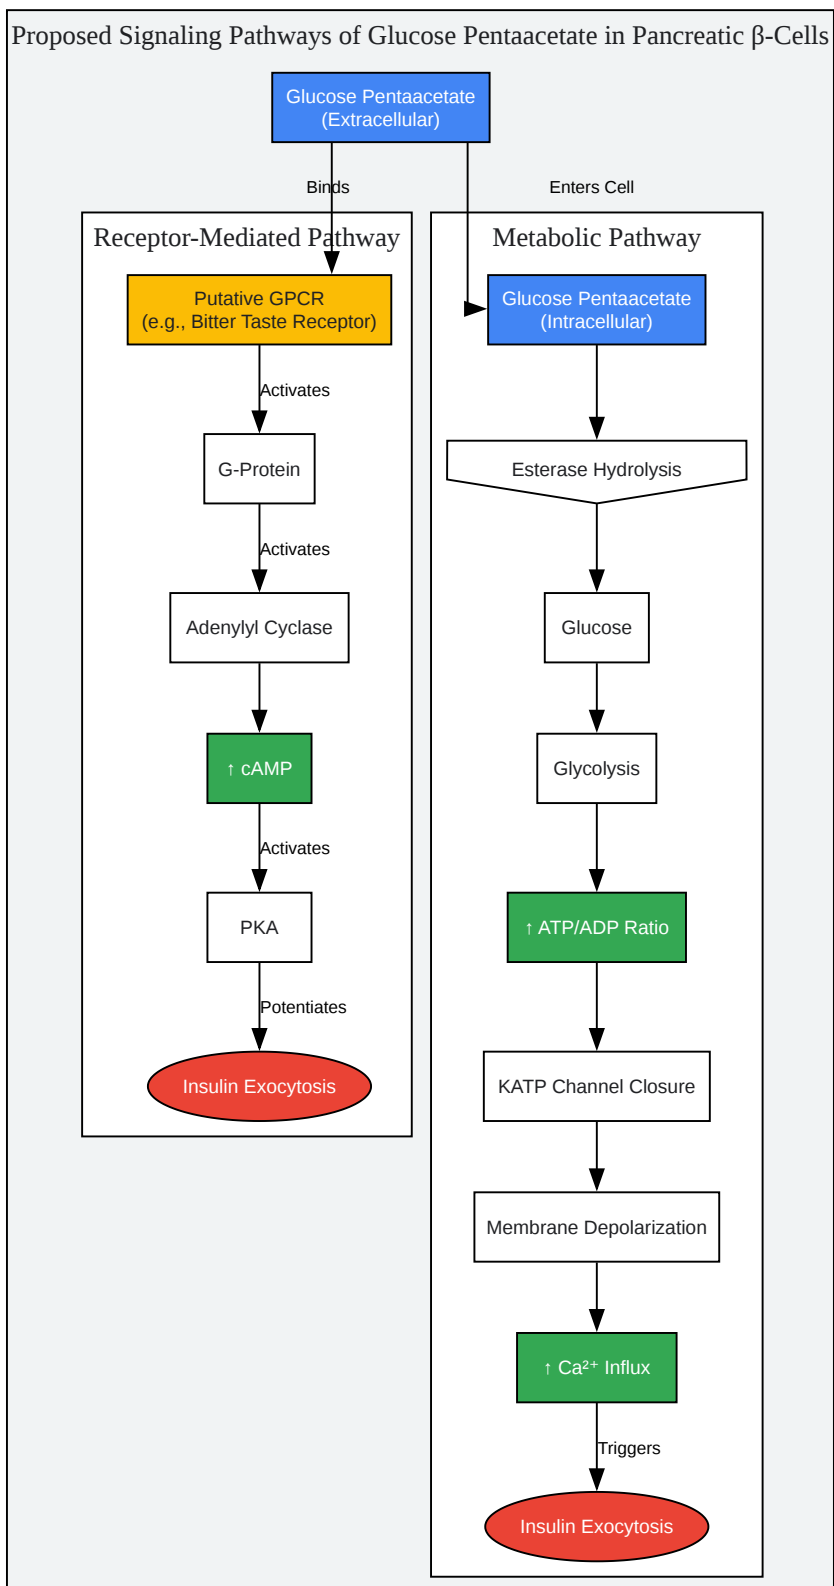 Proposed Signaling Pathways of Glucose Pentaacetate in Pancreatic β-Cells
Glucose Pentaacetate
(Extracellular)
Binds
Enters Cell
Receptor-Mediated Pathway
Putative GPCR
(e.g., Bitter Taste Receptor)
Activates
G-Protein
Activates
Adenylyl Cyclase
↑ cAMP
Activates
PKA
Potentiates
Insulin Exocytosis
Metabolic Pathway
Glucose Pentaacetate
(Intracellular)
Esterase Hydrolysis
Glucose
Glycolysis
↑ ATP/ADP Ratio
KATP Channel Closure
Membrane Depolarization
↑ Ca²⁺ Influx
Triggers
Insulin Exocytosis